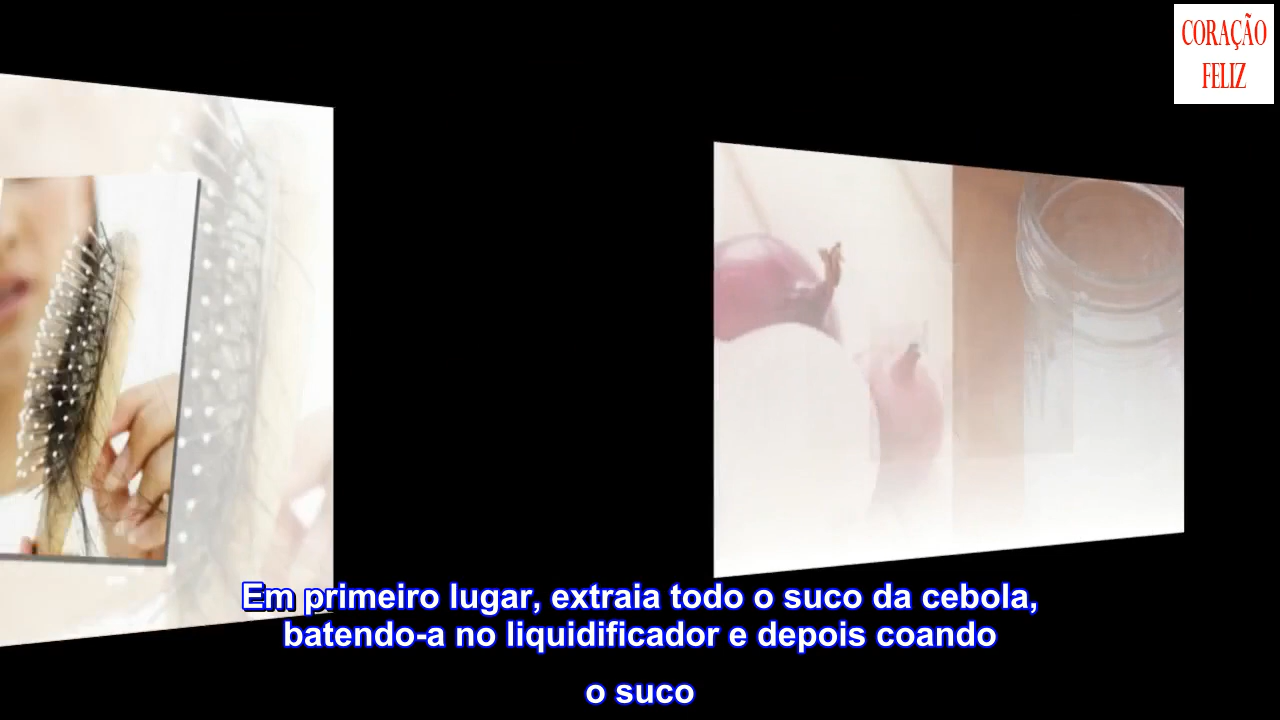 CORAÇÃO
FELIZ
Em primeiro lugar, extraia todo o suco da cebola,
batendo-a no liquidificador e depois coando
o suco